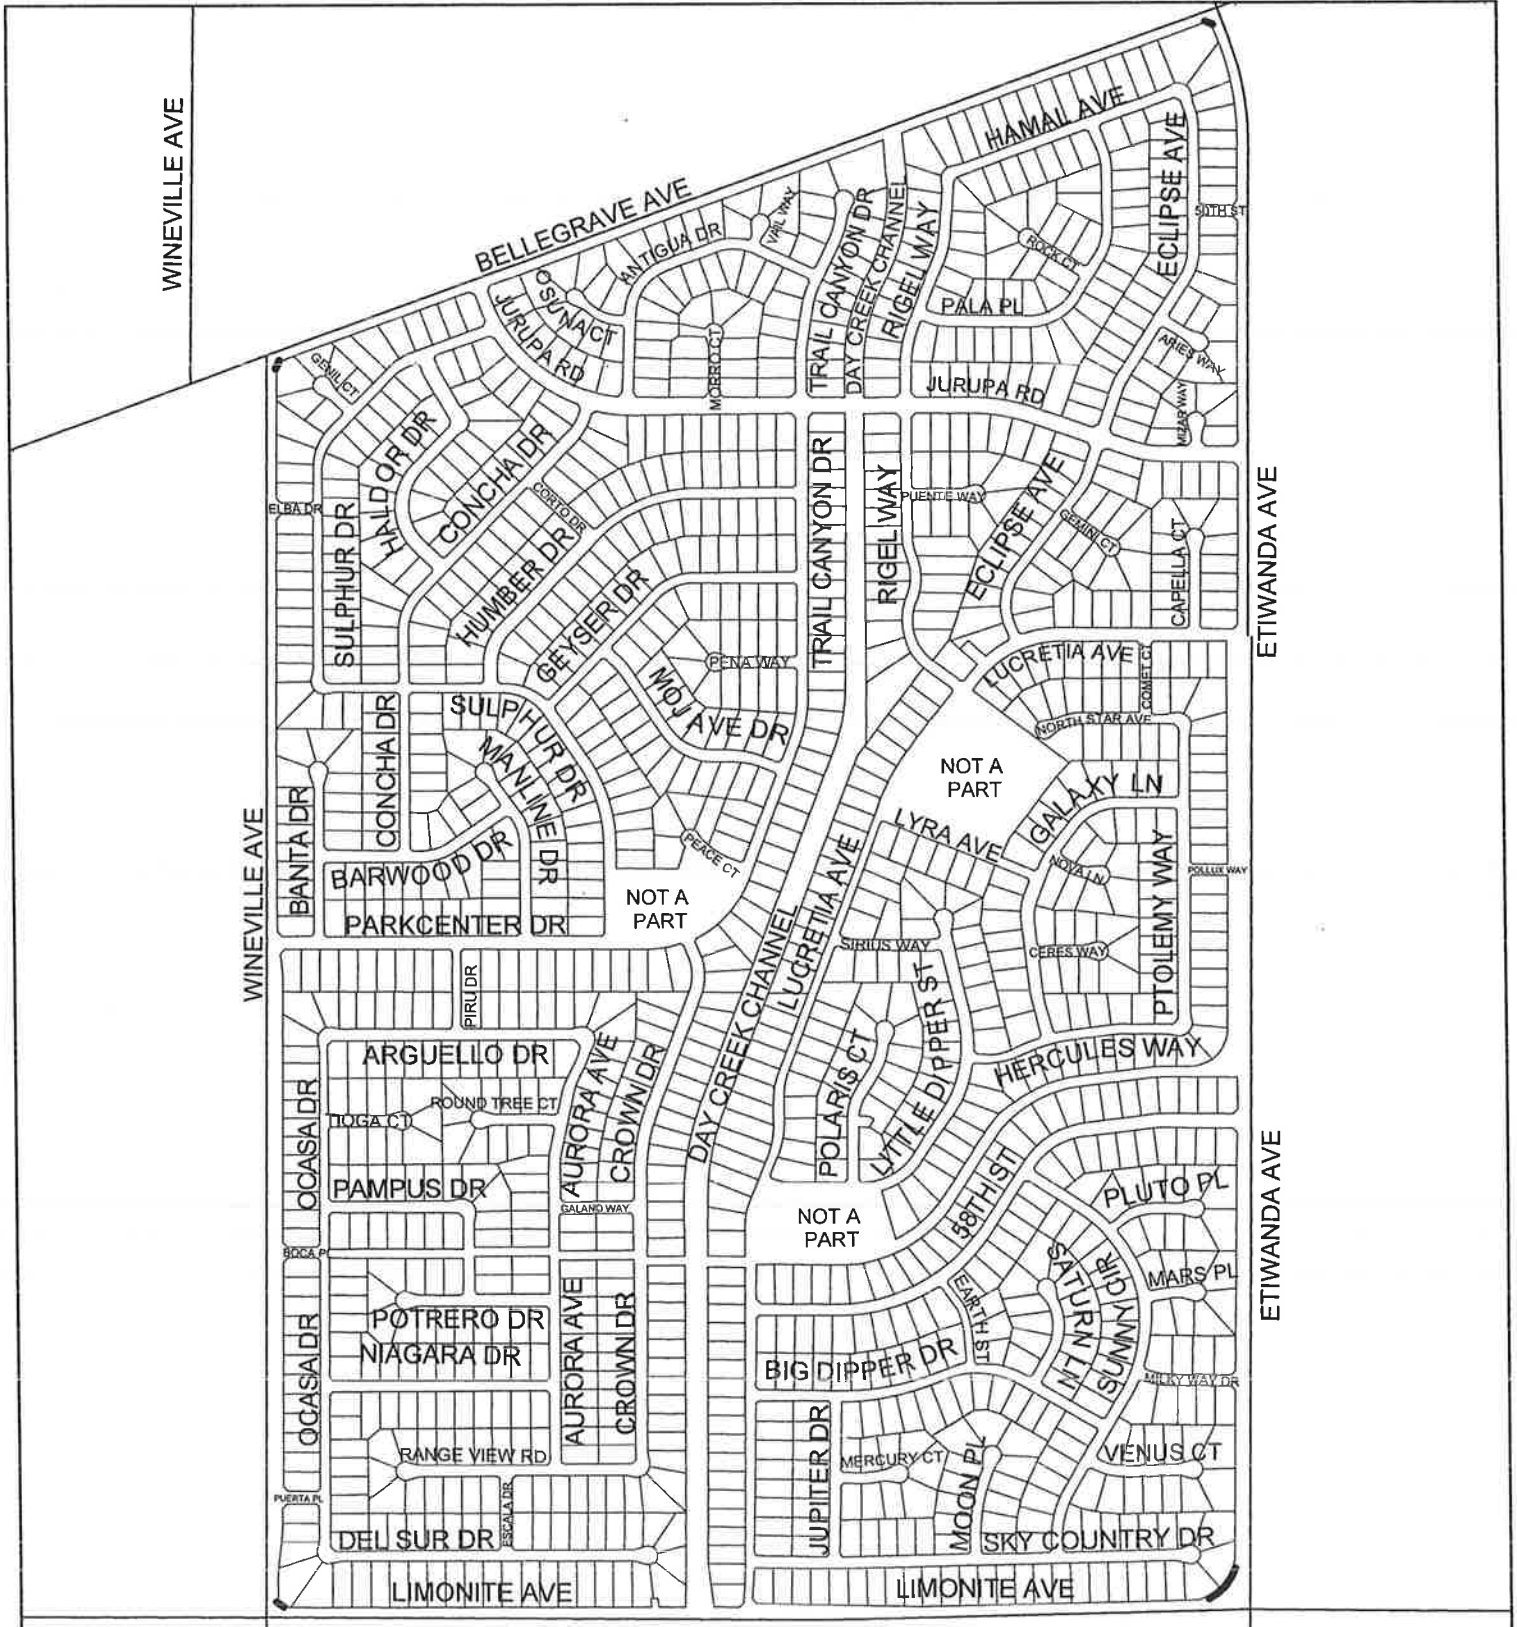 WINEVILLE AVE
BELLEGRAVE AVE
HAMAL AVE
ECLIPSE AVE
50TH ST
VAIL WAY
ANTIGUA DR
TRAIL CANYON DR
DAY CREEK CHANNEL
RIGEL WAY
ROCK CT
OSUNA CT
JURUPA RD
PALA PL
MORRO CT
GENIL CT
ARIES WAY
JURUPA RD
MIZAR WAY
HALDOR DR
CONCHA DR
CORTO DR
ELBA DR
SULPHUR DR
HUMBER DR
GEYSER DR
TRAIL CANYON DR
RIGEL WAY
PUENTE WAY
ECLIPSE AVE
GEMINI CT
CAPELLA CT
ETIWANDA AVE
PENA WAY
MOJAVE DR
LUCRETIA AVE
COMET CT
NORTH STAR AVE
SULPHUR DR
CONCHA DR
MANLINE DR
NOT A
PART
GALAXY LN
BANTA DR
WINEVILLE AVE
BARWOOD DR
PEACE CT
LYRA AVE
NOVA LN
PTOLEMY WAY
POLLUX WAY
NOT A
PART
PARKCENTER DR
DAY CREEK CHANNEL
LUCRETIA AVE
SIRIUS WAY
CERES WAY
PIRU DR
LITTLE DIPPER ST
ARGUELLO DR
AURORA AVE
CROWN DR
POLARIS CT
HERCULES WAY
OCASA DR
ROUND TREE CT
TIOGA CT
PAMPUS DR
GALANO WAY
NOT A
PART
58TH ST
PLUTO PL
ETIWANDA AVE
BOCA PL
SATURN LN
SUNNY CIR
MARS PL
EARTH ST
POTRERO DR
NIAGARA DR
AURORA AVE
CROWN DR
OCASA DR
BIG DIPPER DR
MILKY WAY DR
RANGE VIEW RD
JUPITER DR
MERCURY CT
MOON PL
VENUS CT
PUERTA PL
ESCALA DR
DEL SUR DR
SKY COUNTRY DR
LIMONITE AVE
LIMONITE AVE